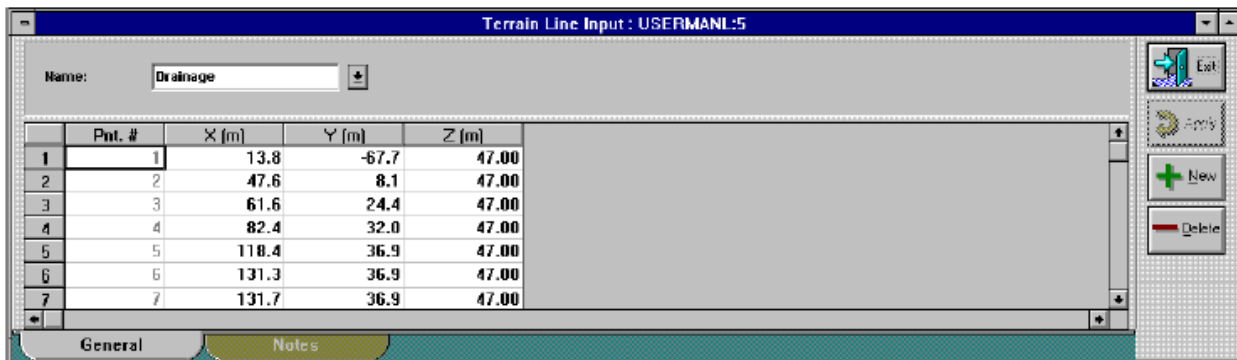 Terrain Line Input : USERMANL:5
Name: Drainage
Exit
Apply
New
Delete
Pnt. # X (m) Y (m) Z (m)
1 1 13.8 -67.7 47.00
2 2 47.6 8.1 47.00
3 3 61.6 24.4 47.00
4 4 82.4 32.0 47.00
5 5 118.4 36.9 47.00
6 6 131.3 36.9 47.00
7 7 131.7 36.9 47.00
General Notes